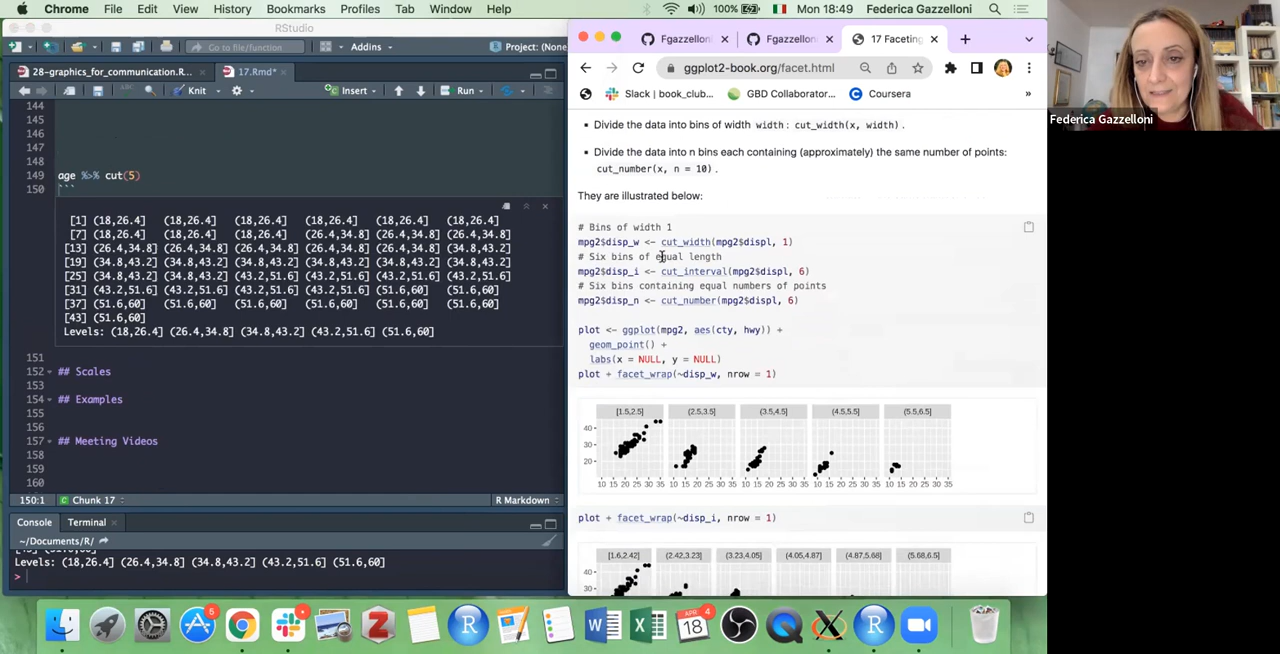 Chrome File Edit View History Bookmarks Profiles Tab Window Help 100% Mon 18:49 Federica Gazzelloni
RStudio
Go to file/function Addins Project: (None
28-graphics_for_communication.R... 17.Rmd*
Knit Insert Run
144
145
146
147
148
149 age %>% cut(5)
150 ```
[1] (18,26.4] (18,26.4] (18,26.4] (18,26.4] (18,26.4] (18,26.4]
[7] (18,26.4] (18,26.4] (18,26.4] (26.4,34.8] (26.4,34.8] (26.4,34.8]
[13] (26.4,34.8] (26.4,34.8] (26.4,34.8] (26.4,34.8] (26.4,34.8] (34.8,43.2]
[19] (34.8,43.2] (34.8,43.2] (34.8,43.2] (34.8,43.2] (34.8,43.2] (34.8,43.2]
[25] (34.8,43.2] (43.2,51.6] (43.2,51.6] (43.2,51.6] (43.2,51.6] (43.2,51.6]
[31] (43.2,51.6] (43.2,51.6] (43.2,51.6] (51.6,60] (51.6,60] (51.6,60]
[37] (51.6,60] (51.6,60] (51.6,60] (51.6,60] (51.6,60] (51.6,60]
[43] (51.6,60]
Levels: (18,26.4] (26.4,34.8] (34.8,43.2] (43.2,51.6] (51.6,60]
151
152 ## Scales
153
154 ## Examples
155
156
157 ## Meeting Videos
158
159
160
150:1 Chunk 17 R Markdown
Console Terminal
~/Documents/R/
Levels: (18,26.4] (26.4,34.8] (34.8,43.2] (43.2,51.6] (51.6,60]
>
Fgazzellon Fgazzellon 17 Faceting
ggplot2-book.org/facet.html
Slack | book_club... GBD Collaborator... Coursera »
Divide the data into bins of width width: cut_width(x, width).
Divide the data into n bins each containing (approximately) the same number of points:
cut_number(x, n = 10).
They are illustrated below:
# Bins of width 1
mpg2$disp_w <- cut_width(mpg2$displ, 1)
# Six bins of equal length
mpg2$disp_i <- cut_interval(mpg2$displ, 6)
# Six bins containing equal numbers of points
mpg2$disp_n <- cut_number(mpg2$displ, 6)
plot <- ggplot(mpg2, aes(cty, hwy)) +
geom_point() +
labs(x = NULL, y = NULL)
plot + facet_wrap(~disp_w, nrow = 1)
[1.5,2.5] (2.5,3.5] (3.5,4.5] (4.5,5.5] (5.5,6.5]
40
30
20
10 15 20 25 30 35 10 15 20 25 30 35 10 15 20 25 30 35 10 15 20 25 30 35 10 15 20 25 30 35
plot + facet_wrap(~disp_i, nrow = 1)
[1.6,2.42] (2.42,3.23] (3.23,4.05] (4.05,4.87] (4.87,5.68] (5.68,6.5]
40
30
Federica Gazzelloni
5
APR 4
18